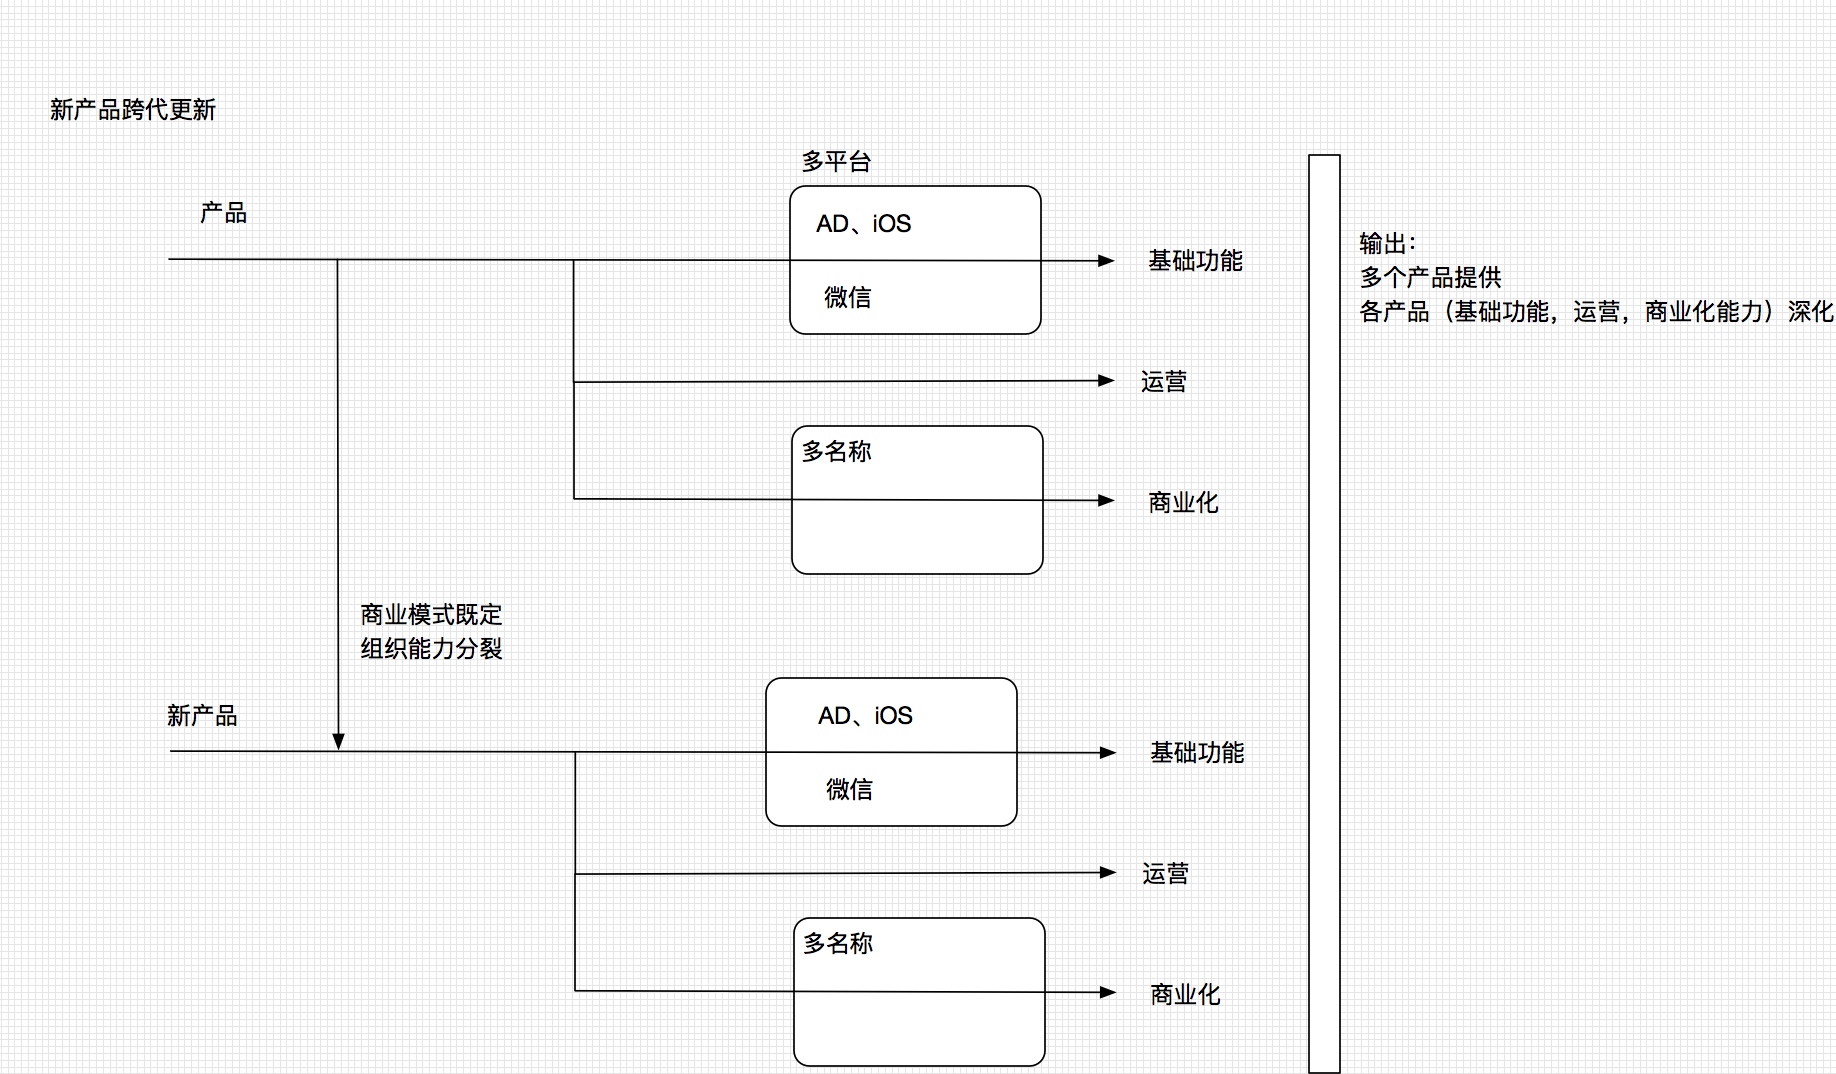 新产品跨代更新
多平台
产品
AD、iOS
基础功能
微信
运营
多名称
商业化
输出：
多个产品提供
各产品（基础功能，运营，商业化能力）深化
商业模式既定
组织能力分裂
新产品
AD、iOS
基础功能
微信
运营
多名称
商业化